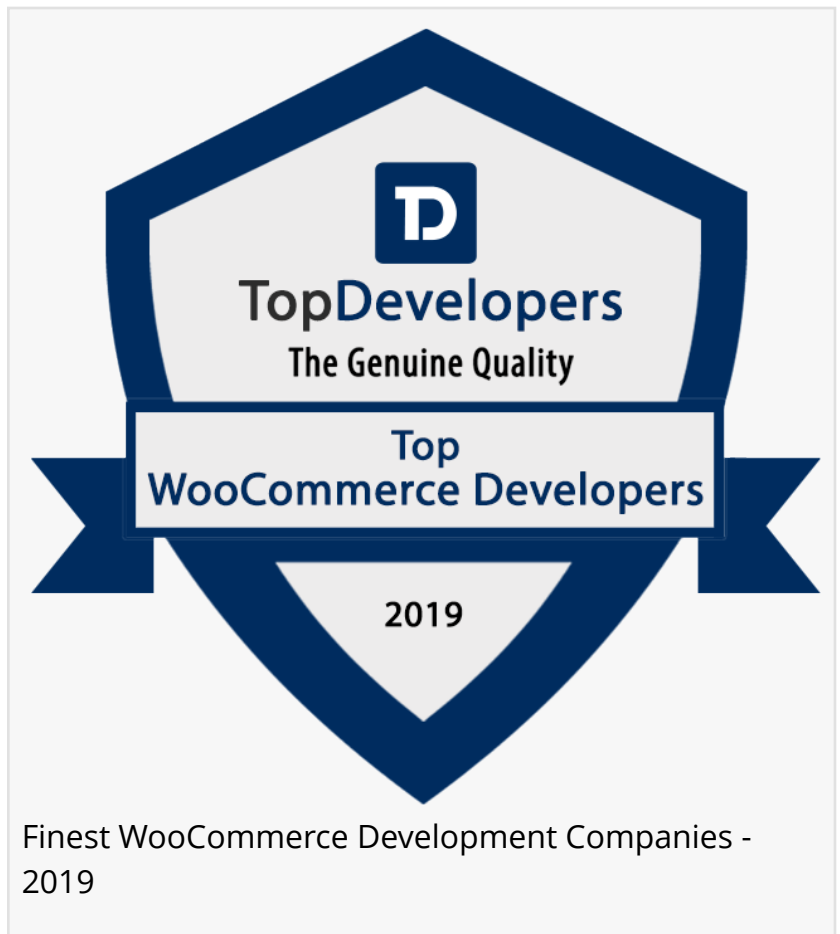 TD
TopDevelopers
The Genuine Quality
Top
WooCommerce Developers
2019
Finest WooCommerce Development Companies -
2019